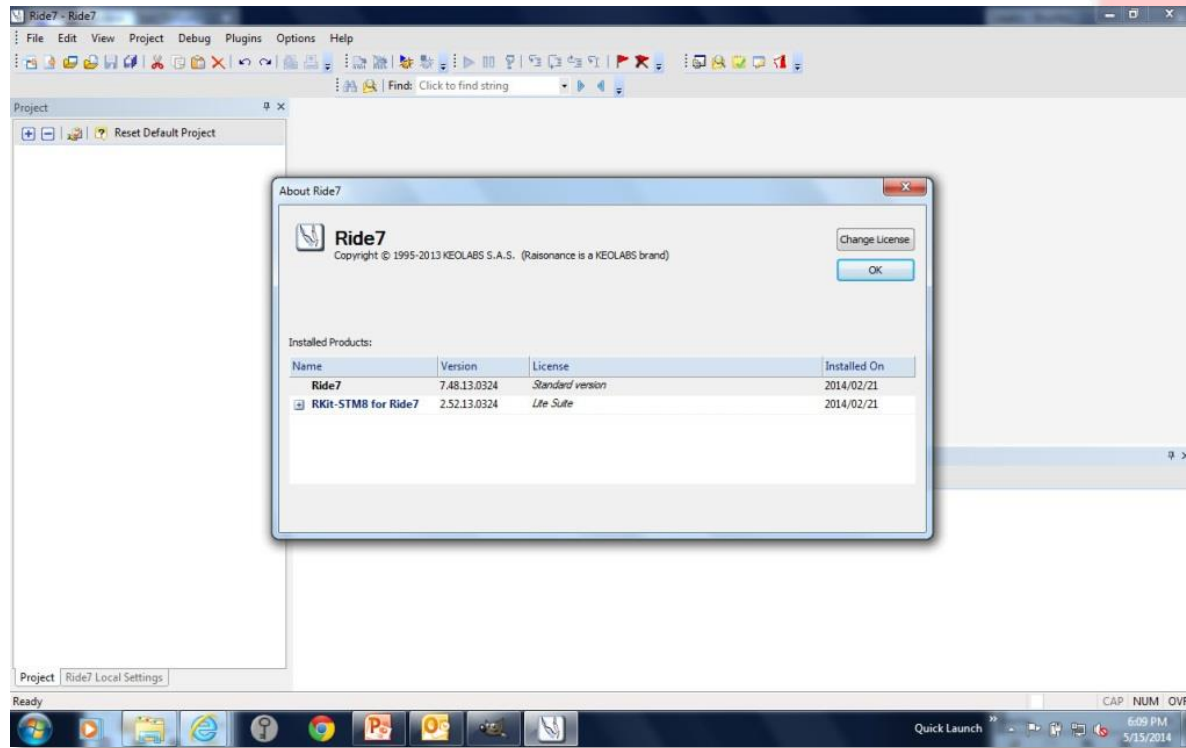 Ride7 - Ride7
File Edit View Project Debug Plugins Options Help
Find: Click to find string
Project
Reset Default Project
About Ride7
Ride7
Copyright © 1995-2013 KEOLABS S.A.S. (Raisonance is a KEOLABS brand)
Change License
OK
Installed Products:
Name Version License Installed On
Ride7 7.48.13.0324 Standard version 2014/02/21
RKit-STM8 for Ride7 2.52.13.0324 Lite Suite 2014/02/21
Project Ride7 Local Settings
Ready CAP NUM OVR
Quick Launch 6:09 PM
5/15/2014